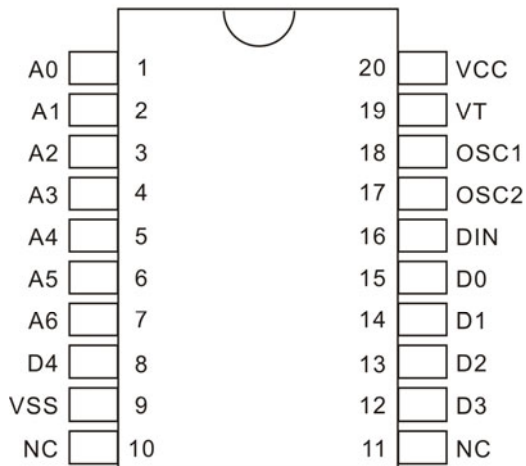 A0 1 20 VCC
A1 2 19 VT
A2 3 18 OSC1
A3 4 17 OSC2
A4 5 16 DIN
A5 6 15 D0
A6 7 14 D1
D4 8 13 D2
VSS 9 12 D3
NC 10 11 NC